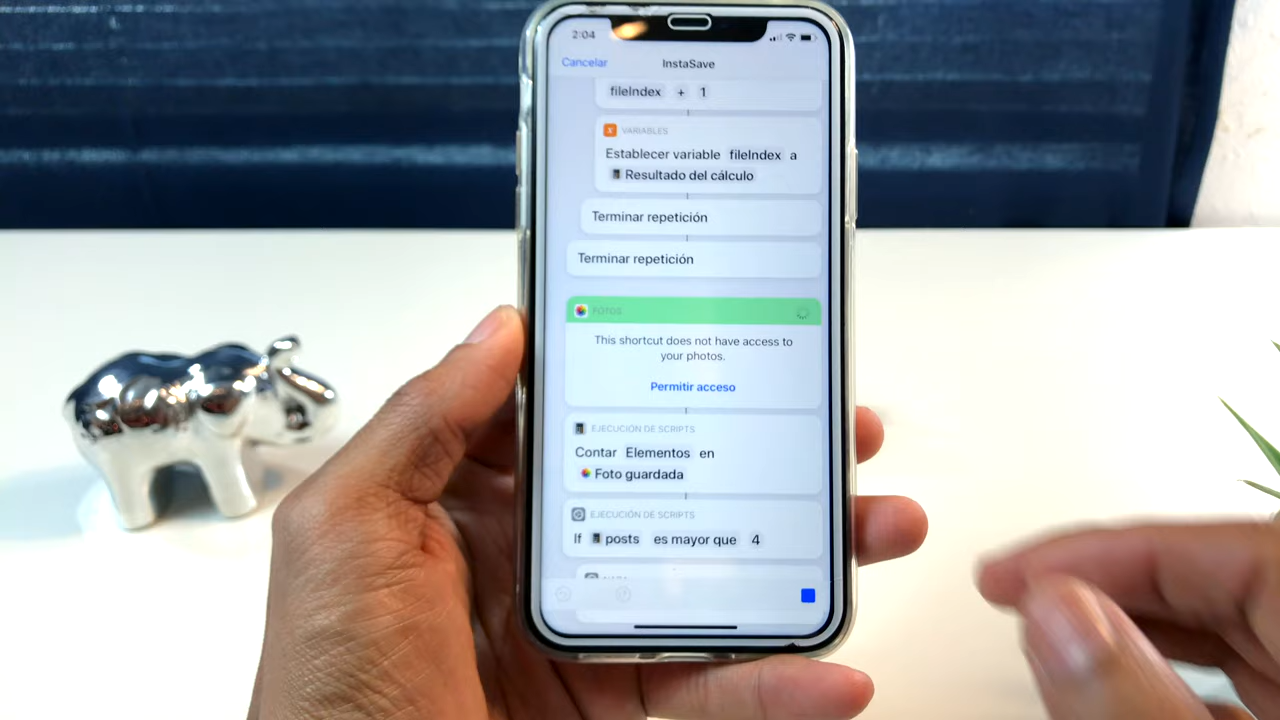 2:04
Cancelar
InstaSave
fileIndex + 1
VARIABLES
Establecer variable fileIndex a
Resultado del cálculo
Terminar repetición
Terminar repetición
FOTOS
This shortcut does not have access to
your photos.
Permitir acceso
EJECUCIÓN DE SCRIPTS
Contar Elementos en
Foto guardada
EJECUCIÓN DE SCRIPTS
If posts es mayor que 4